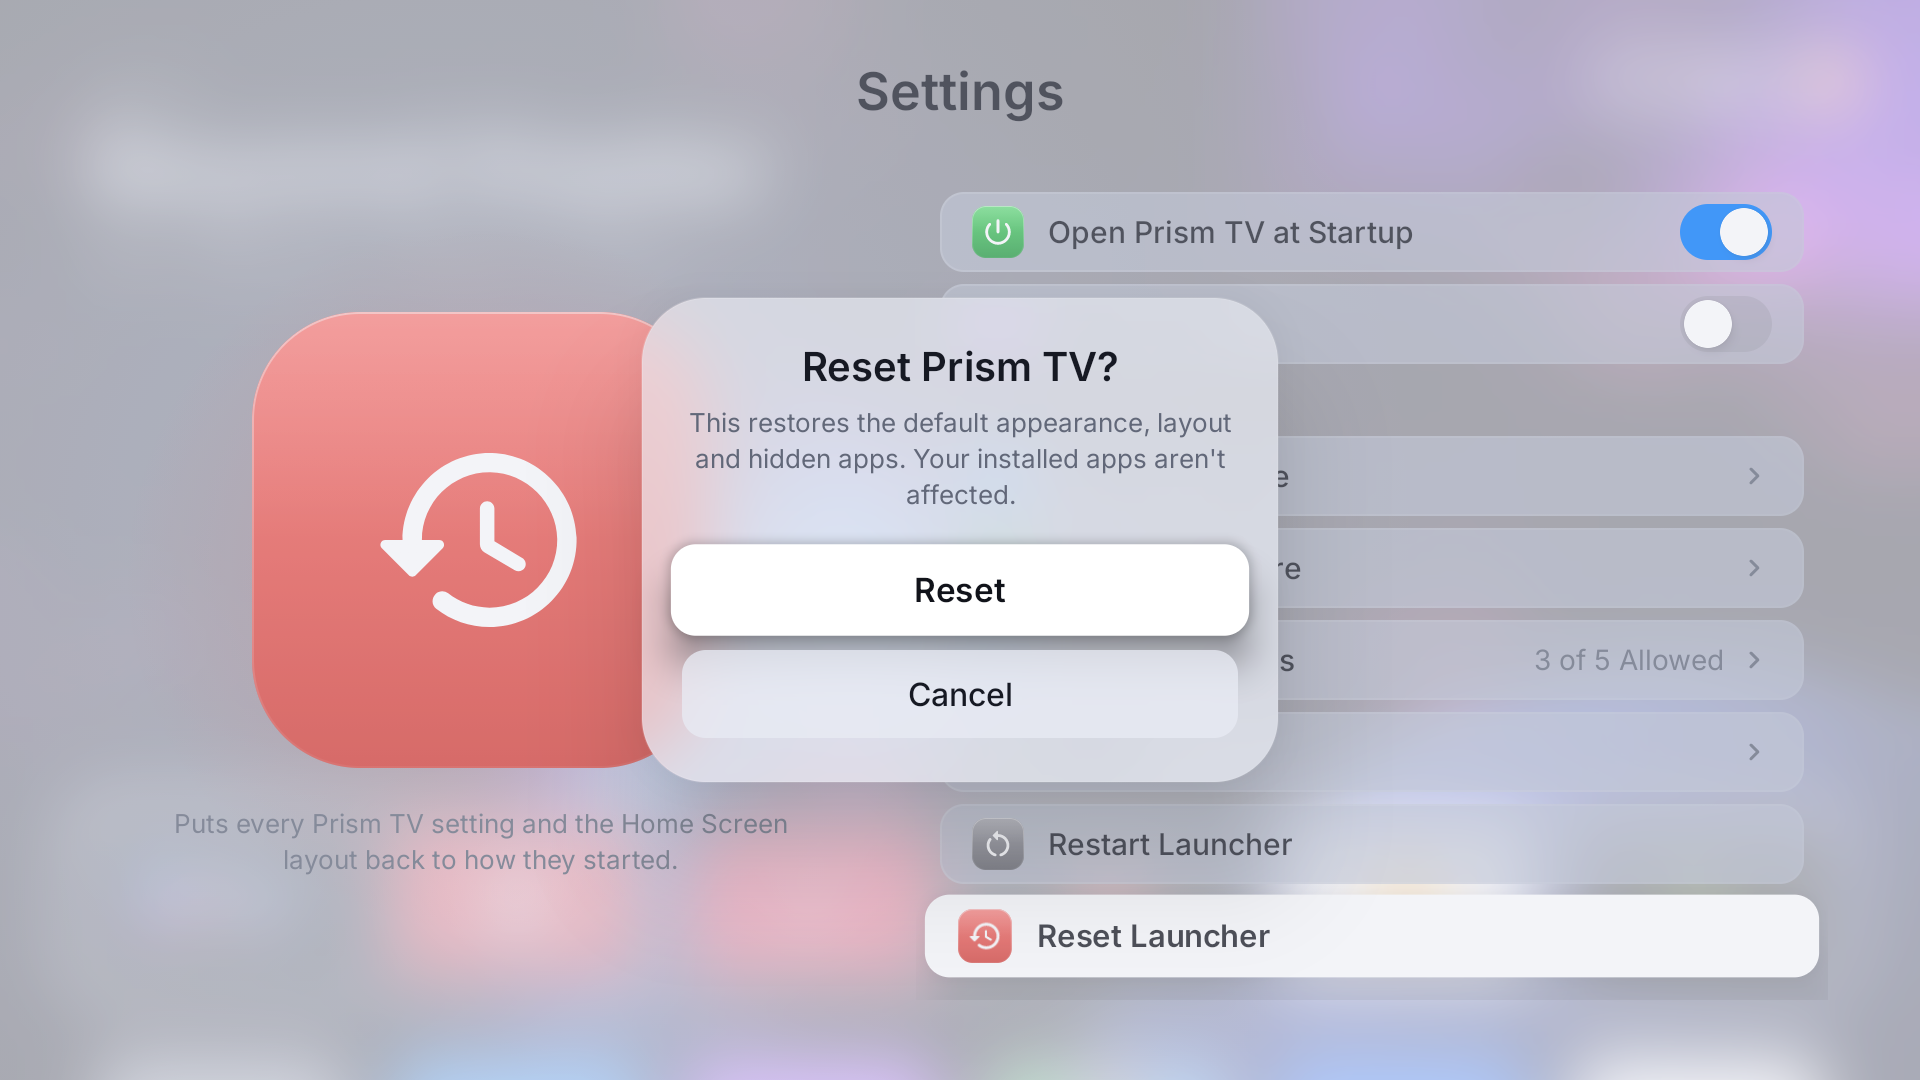 Settings
Open Prism TV at Startup
Reset Prism TV?
This restores the default appearance, layout
and hidden apps. Your installed apps aren't
affected.
Reset
Cancel
3 of 5 Allowed
Puts every Prism TV setting and the Home Screen
layout back to how they started.
Restart Launcher
Reset Launcher